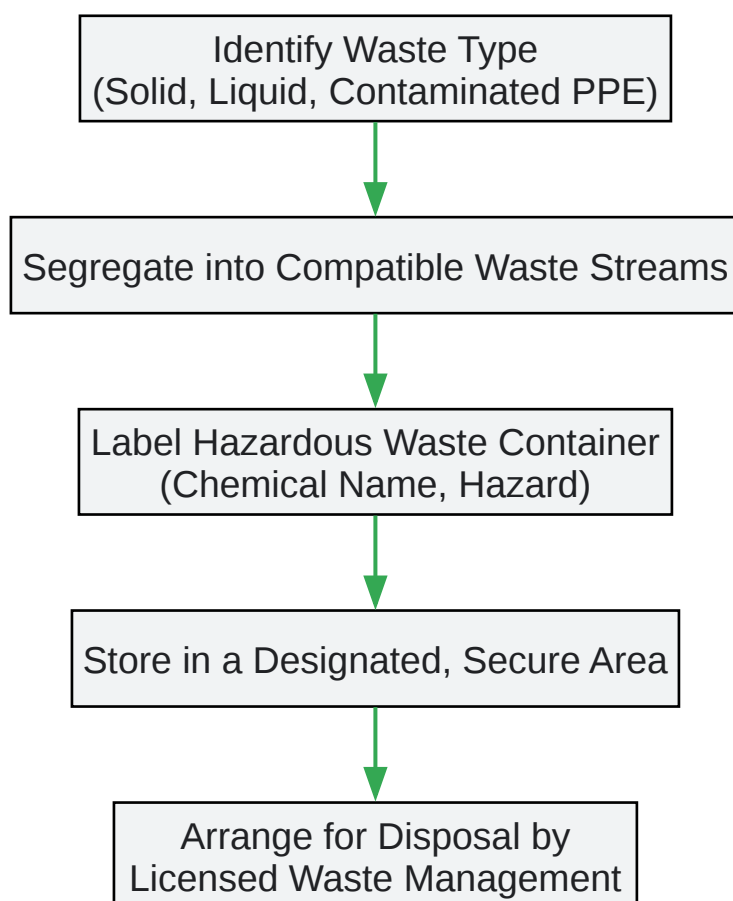 Identify Waste Type
(Solid, Liquid, Contaminated PPE)
Segregate into Compatible Waste Streams
Label Hazardous Waste Container
(Chemical Name, Hazard)
Store in a Designated, Secure Area
Arrange for Disposal by
Licensed Waste Management